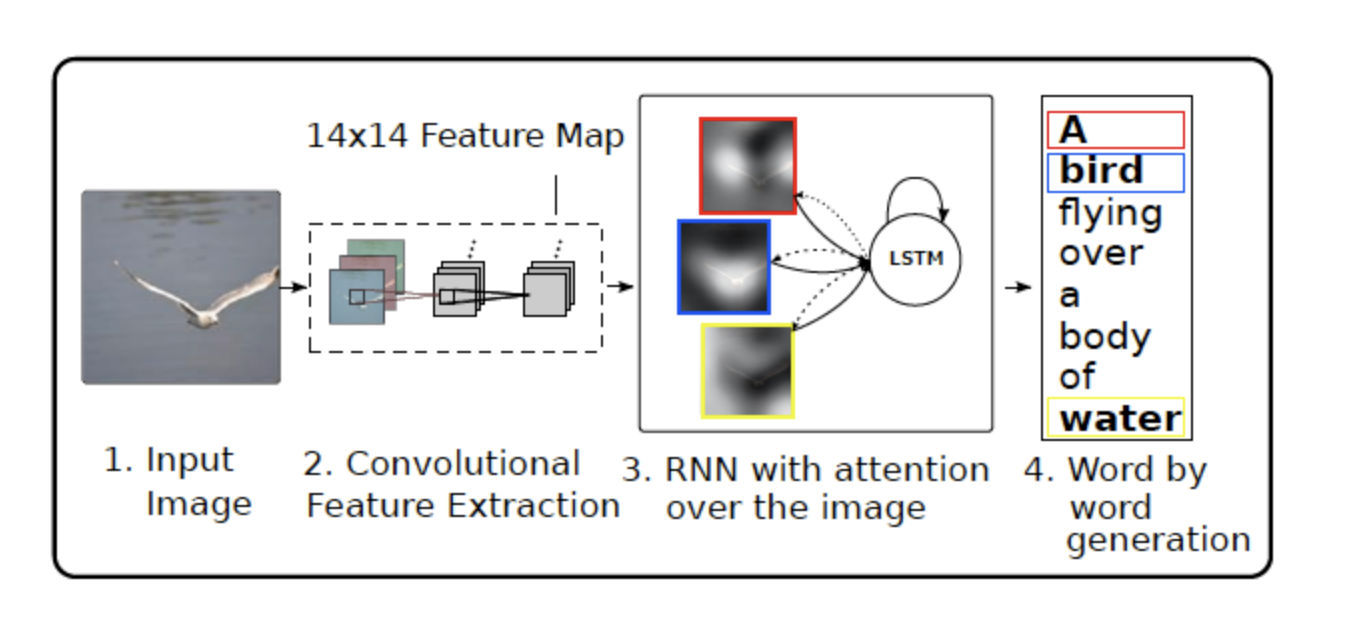 14x14 Feature Map
LSTM
A
bird
flying
over
a
body
of
water
1. Input
Image
2. Convolutional
Feature Extraction
3. RNN with attention
over the image
4. Word by
word
generation